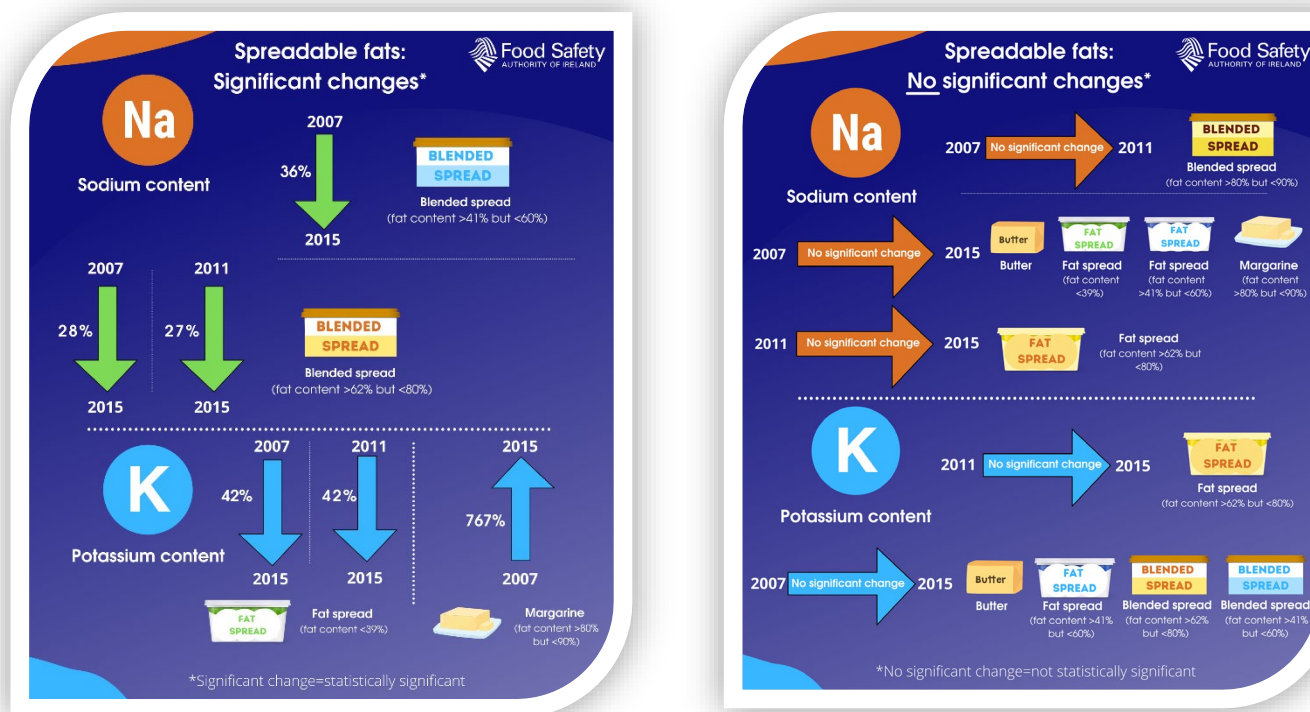 Spreadable fats:
Significant changes*
Food Safety
AUTHORITY OF IRELAND
Na
Sodium content
2007
36%
2015
BLENDED
SPREAD
Blended spread
(fat content >41% but <60%)
2007
28%
2015
2011
27%
2015
BLENDED
SPREAD
Blended spread
(fat content >62% but <80%)
K
Potassium content
2007
42%
2015
2011
42%
2015
FAT
SPREAD
Fat spread
(fat content <39%)
2015
767%
2007
Margarine
(fat content >80%
but <90%)
*Significant change=statistically significant
Spreadable fats:
No significant changes*
Food Safety
AUTHORITY OF IRELAND
Na
Sodium content
2007 No significant change 2011
BLENDED
SPREAD
Blended spread
(fat content >80% but <90%)
2007 No significant change 2015
Butter
Butter
FAT
SPREAD
Fat spread
(fat content
<39%)
FAT
SPREAD
Fat spread
(fat content
>41% but <60%)
Margarine
(fat content
>80% but <90%)
2011 No significant change 2015
FAT
SPREAD
Fat spread
(fat content >62% but
<80%)
K
Potassium content
2011 No significant change 2015
FAT
SPREAD
Fat spread
(fat content >62% but <80%)
2007 No significant change 2015
Butter
Butter
FAT
SPREAD
Fat spread
(fat content >41%
but <60%)
BLENDED
SPREAD
Blended spread
(fat content >62%
but <80%)
BLENDED
SPREAD
Blended spread
(fat content >41%
but <60%)
*No significant change=not statistically significant